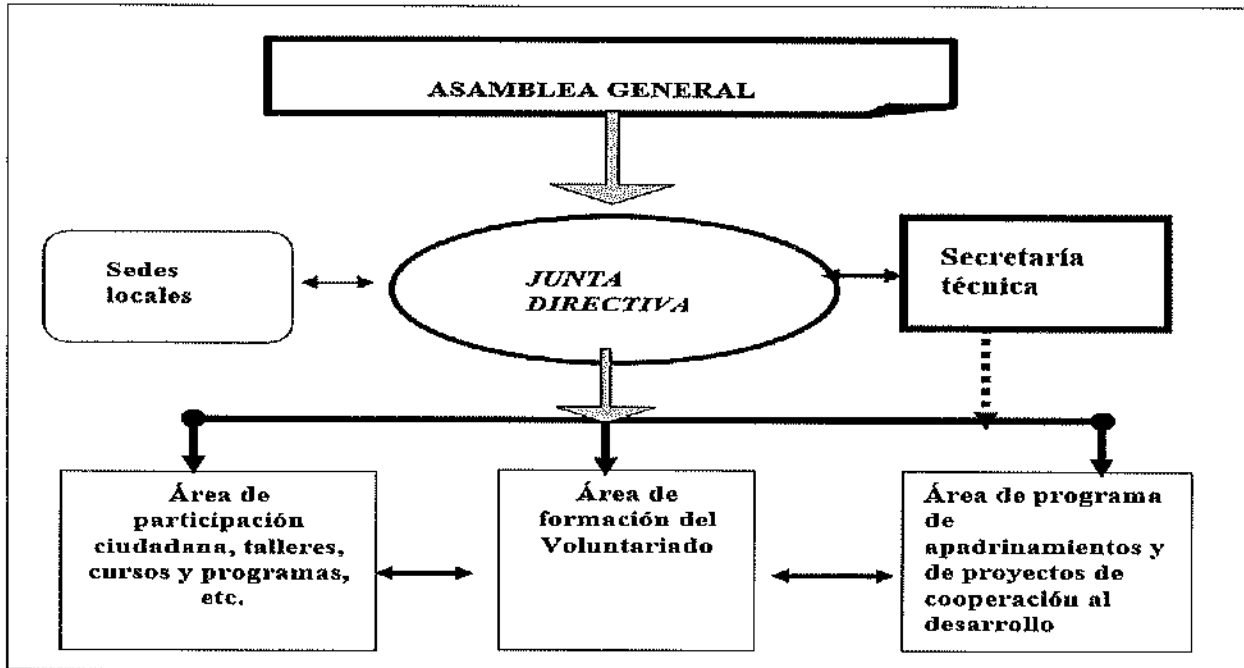 ASAMBLEA GENERAL
Sedes
locales
JUNTA
DIRECTIVA
Secretaría
técnica
Área de
participación
ciudadana, talleres,
cursos y programas,
etc.
Área de
formación del
Voluntariado
Área de programa
de
apadrinamientos y
de proyectos de
cooperación al
desarrollo